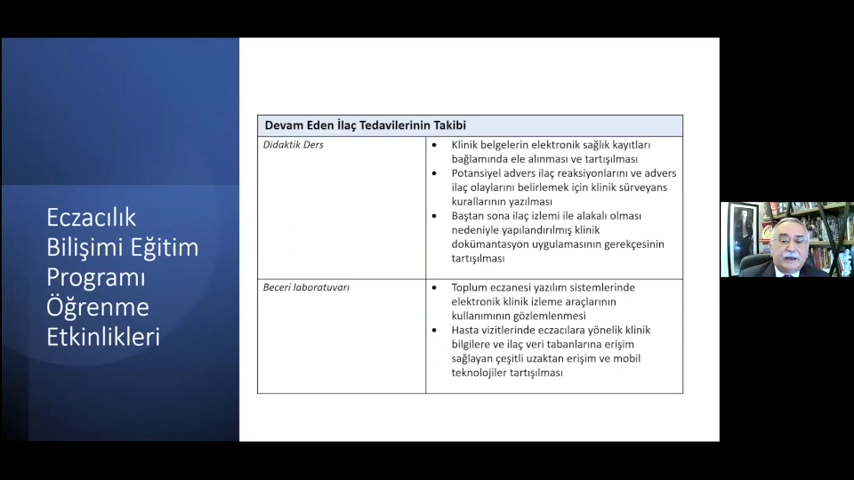 Eczacılık
Bilişimi Eğitim
Programı
Öğrenme
Etkinlikleri
Devam Eden İlaç Tedavilerinin Takibi
Didaktik Ders
• Klinik belgelerin elektronik sağlık kayıtları
bağlamında ele alınması ve tartışılması
• Potansiyel advers ilaç reaksiyonlarını ve advers
ilaç olaylarını belirlemek için klinik sürveyans
kurallarının yazılması
• Baştan sona ilaç izlemi ile alakalı olması
nedeniyle yapılandırılmış klinik
dokümantasyon uygulamasının gerekçesinin
tartışılması
Beceri laboratuvarı
• Toplum eczanesi yazılım sistemlerinde
elektronik klinik izleme araçlarının
kullanımının gözlemlenmesi
• Hasta vizitlerinde eczacılara yönelik klinik
bilgilere ve ilaç veri tabanlarına erişim
sağlayan çeşitli uzaktan erişim ve mobil
teknolojiler tartışılması